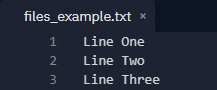 files_example.txt ×
1 Line One
2 Line Two
3 Line Three